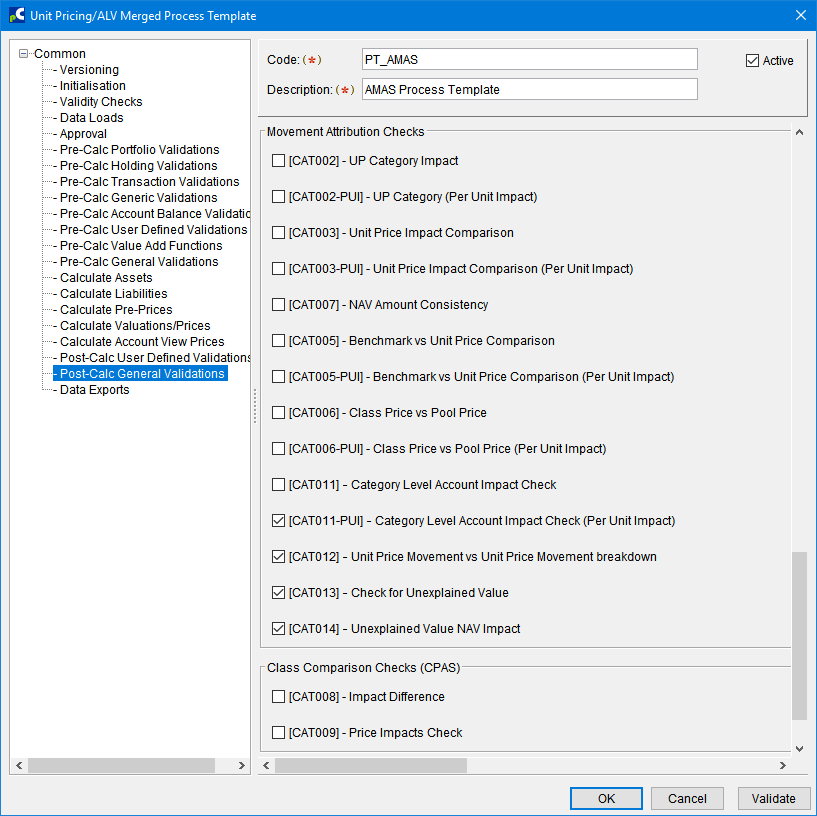 Unit Pricing/ALV Merged Process Template
Common
Versioning
Initialisation
Validity Checks
Data Loads
Approval
Pre-Calc Portfolio Validations
Pre-Calc Holding Validations
Pre-Calc Transaction Validations
Pre-Calc Generic Validations
Pre-Calc Account Balance Validatio
Pre-Calc User Defined Validations
Pre-Calc Value Add Functions
Pre-Calc General Validations
Calculate Assets
Calculate Liabilities
Calculate Pre-Prices
Calculate Valuations/Prices
Calculate Account View Prices
Post-Calc User Defined Validations
Post-Calc General Validations
Data Exports
Code: (*) PT_AMAS
Active
Description: (*) AMAS Process Template
Movement Attribution Checks
[CAT002] - UP Category Impact
[CAT002-PUI] - UP Category (Per Unit Impact)
[CAT003] - Unit Price Impact Comparison
[CAT003-PUI] - Unit Price Impact Comparison (Per Unit Impact)
[CAT007] - NAV Amount Consistency
[CAT005] - Benchmark vs Unit Price Comparison
[CAT005-PUI] - Benchmark vs Unit Price Comparison (Per Unit Impact)
[CAT006] - Class Price vs Pool Price
[CAT006-PUI] - Class Price vs Pool Price (Per Unit Impact)
[CAT011] - Category Level Account Impact Check
[CAT011-PUI] - Category Level Account Impact Check (Per Unit Impact)
[CAT012] - Unit Price Movement vs Unit Price Movement breakdown
[CAT013] - Check for Unexplained Value
[CAT014] - Unexplained Value NAV Impact
Class Comparison Checks (CPAS)
[CAT008] - Impact Difference
[CAT009] - Price Impacts Check
OK
Cancel
Validate